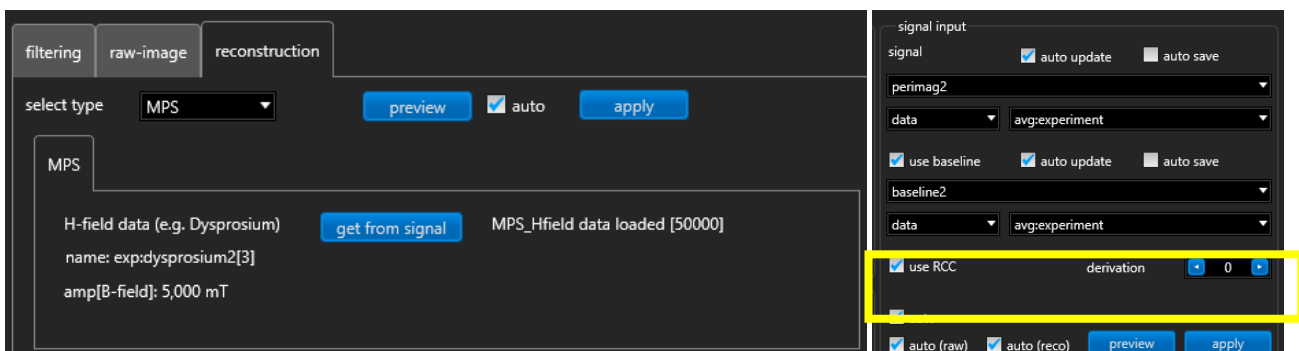 filtering raw-image reconstruction
select type MPS preview auto apply
MPS
H-field data (e.g. Dysprosium) get from signal MPS_Hfield data loaded [50000]
name: exp:dysprosium2[3]
amp[B-field]: 5,000 mT
signal input
signal auto update auto save
perimag2
data avg:experiment
use baseline auto update auto save
baseline2
data avg:experiment
use RCC derivation 0
auto (raw) auto (reco) preview apply